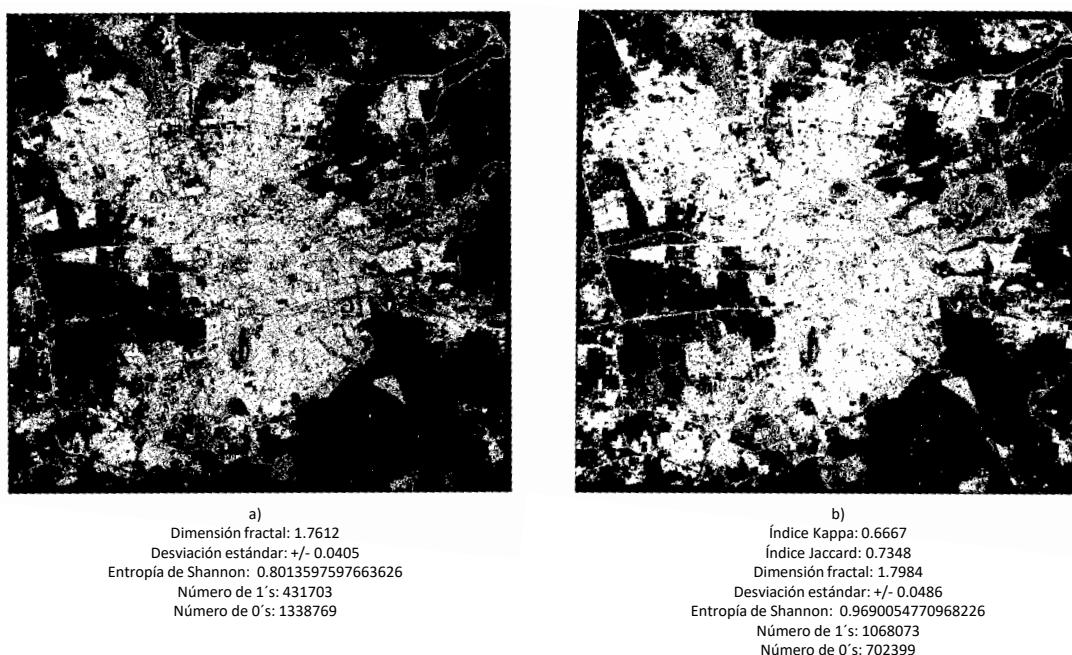 a)
Dimensión fractal: 1.7612
Desviación estándar: +/- 0.0405
Entropía de Shannon: 0.8013597597663626
Número de 1´s: 431703
Número de 0´s: 1338769
b)
Índice Kappa: 0.6667
Índice Jaccard: 0.7348
Dimensión fractal: 1.7984
Desviación estándar: +/- 0.0486
Entropía de Shannon: 0.9690054770968226
Número de 1´s: 1068073
Número de 0´s: 702399